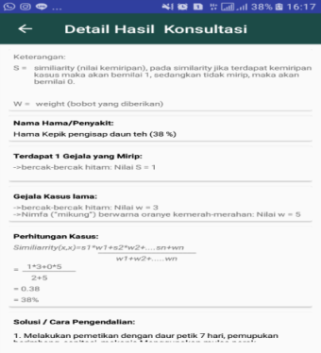 38% 16:17
← Detail Hasil Konsultasi
Keterangan:
S = similiarity (nilai kemiripan), pada similarity jika terdapat kemiripan
kasus maka akan bernilai 1, sedangkan tidak mirip, maka akan
bernilai 0.
W = weight (bobot yang diberikan)
Nama Hama/Penyakit:
Hama Kepik pengisap daun teh (38 %)
Terdapat 1 Gejala yang Mirip:
->bercak-bercak hitam: Nilai S = 1
Gejala Kasus lama:
->bercak-bercak hitam: Nilai w = 3
->Nimfa ("mikung") berwarna oranye kemerah-merahan: Nilai w = 5
Perhitungan Kasus:
Similiarrity(s,x)=s1*w1+s2*w2+....sn+wn
w1+w2+.....wn
= 1*3+0*5
2+5
= 0.38
= 38%
Solusi / Cara Pengendalian:
1. Melakukan pemetikan dengan daur petik 7 hari, pemupukan